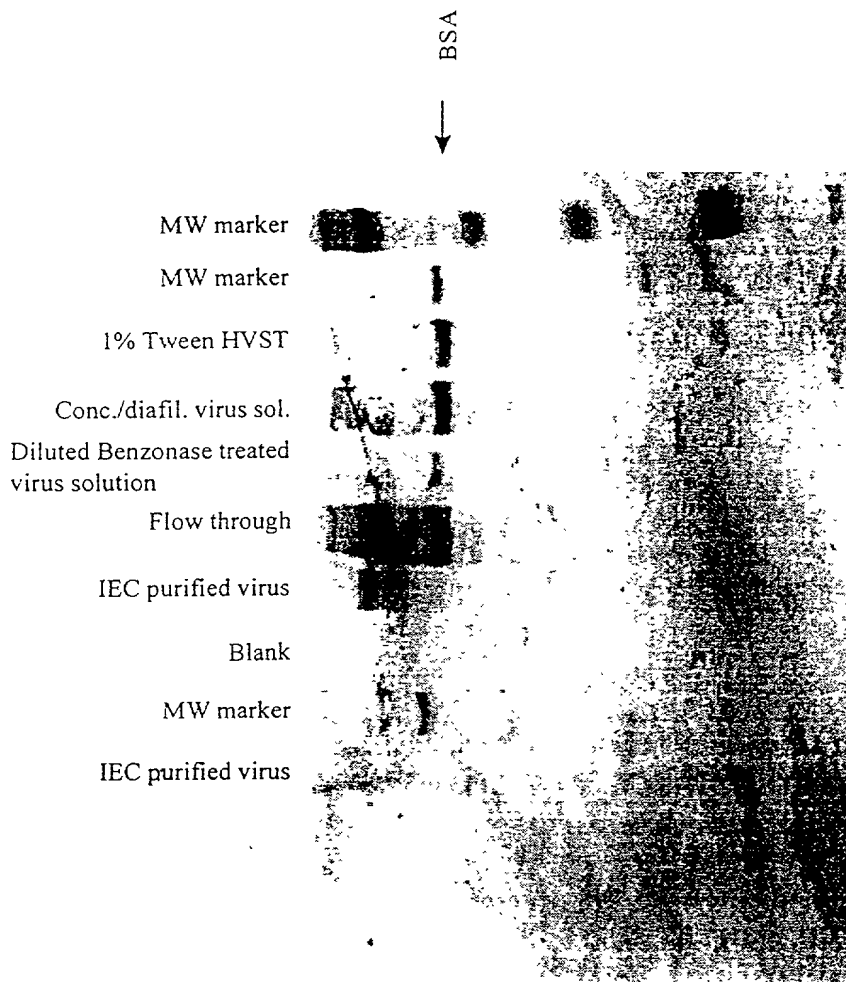 BSA
MW marker
MW marker
1% Tween HVST
Conc./diafil. virus sol.
Diluted Benzonase treated
virus solution
Flow through
IEC purified virus
Blank
MW marker
IEC purified virus